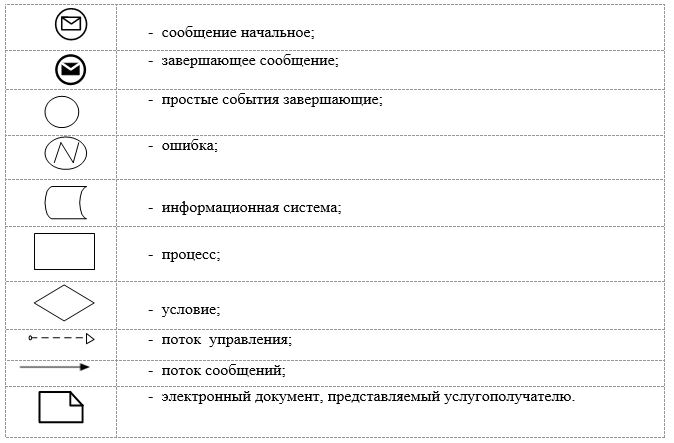 - сообщение начальное;
- завершающее сообщение;
- простые события завершающие;
- ошибка;
- информационная система;
- процесс;
- условие;
- поток управления;
- поток сообщений;
- электронный документ, представляемый услугополучателю.